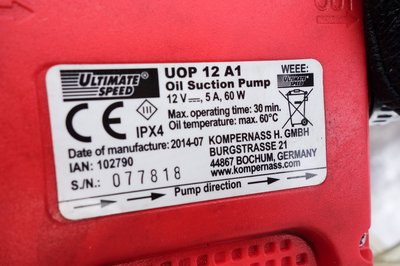 OUT
ULTIMATE SPEED
UOP 12 A1
WEEE:
Oil Suction Pump
12 V⎓, 5 A, 60 W
Max. operating time: 30 min.
Oil temperature: max. 60°C
CE
III
IPX4
KOMPERNASS H. GMBH
BURGSTRASSE 21
44867 BOCHUM, GERMANY
www.kompernass.com
Date of manufacture: 2014-07
IAN: 102790
S./N.: 077818
Pump direction